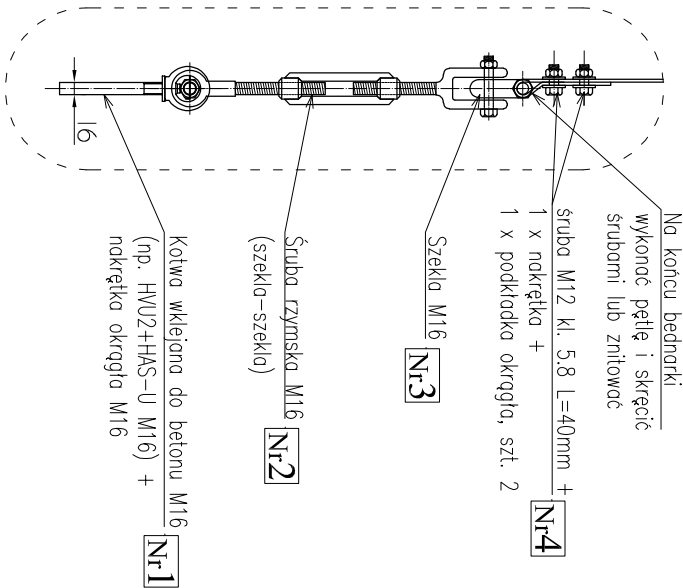 Na końcu bednarki
wykonać pętlę i skręcić
śrubami lub znitować
śruba M12 kl. 5.8 L=40mm +
1 x nakrętka +
1 x podkładka okrągła, szt. 2
Nr4
Szekla M16
Nr3
Śruba rzymska M16
(szekla-szekla)
Nr2
Kotwa wklejana do betonu M16
(np. HVU2+HAS-U M16) +
nakrętka okrągła M16
Nr1
16